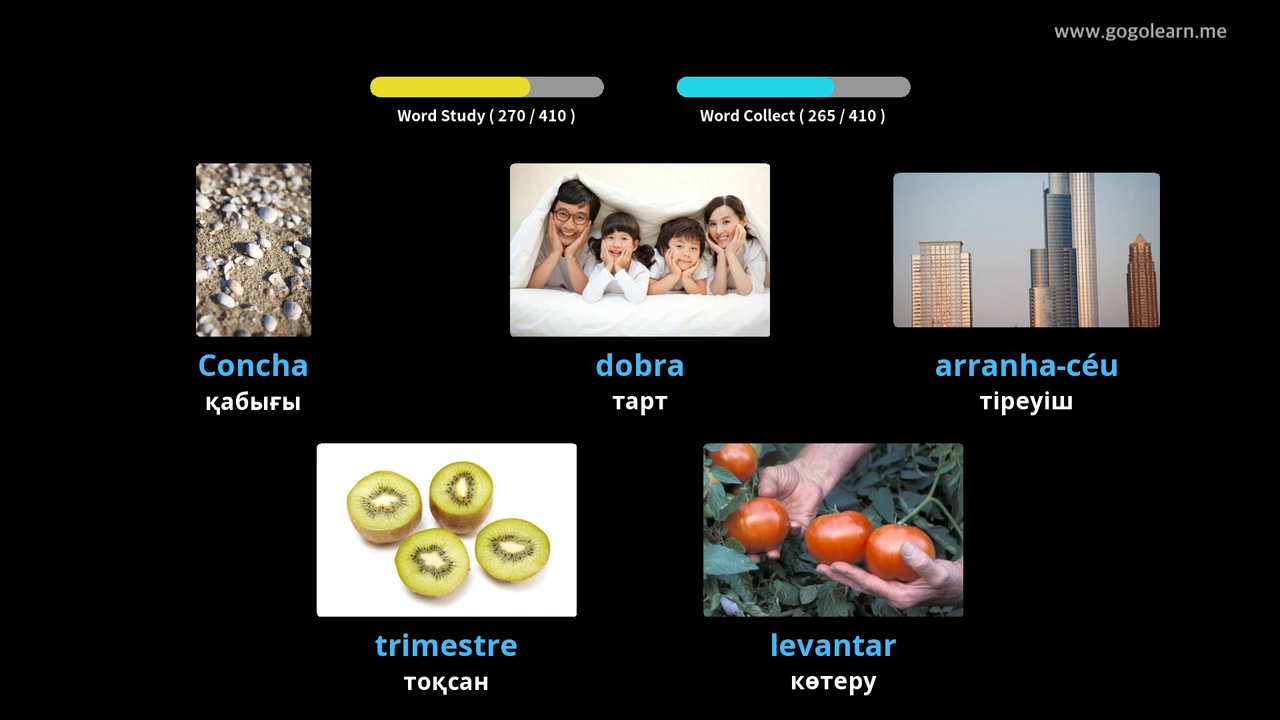 www.gogolearn.me
Word Study ( 270 / 410 )
Word Collect ( 265 / 410 )
Concha
қабығы
dobra
тарт
arranha-céu
тіреуіш
trimestre
тоқсан
levantar
көтеру